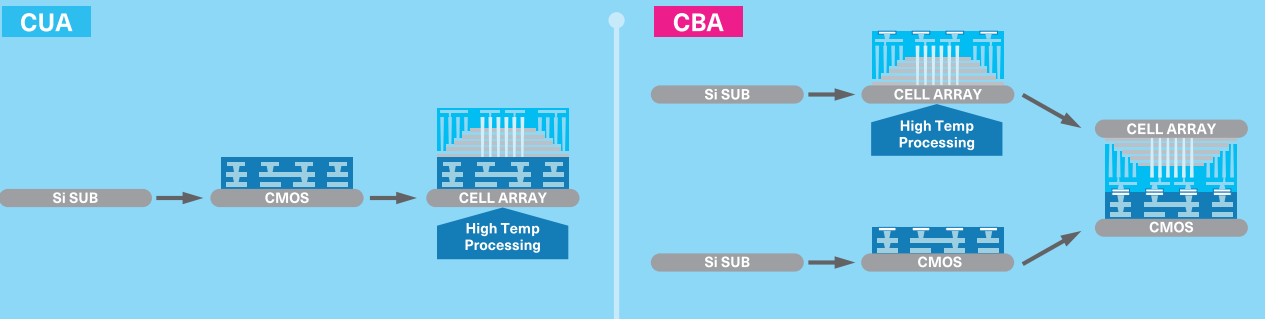 CUA
Si SUB
CMOS
CELL ARRAY
High Temp
Processing
CBA
Si SUB
CELL ARRAY
High Temp
Processing
Si SUB
CMOS
CELL ARRAY
CMOS